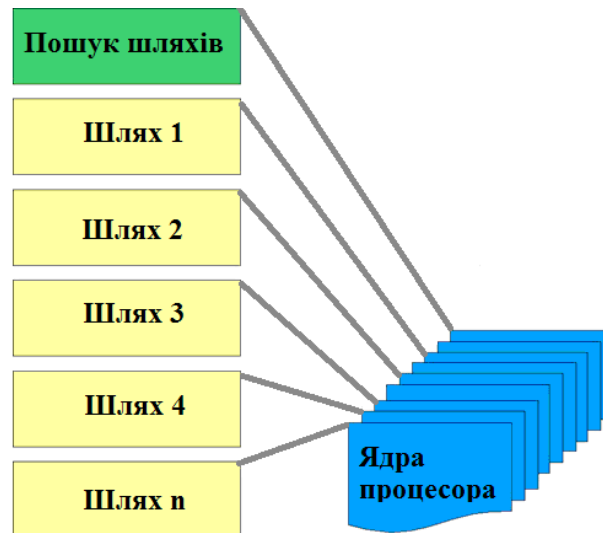 Пошук шляхів
Шлях 1
Шлях 2
Шлях 3
Шлях 4
Шлях n
Ядра
процесора